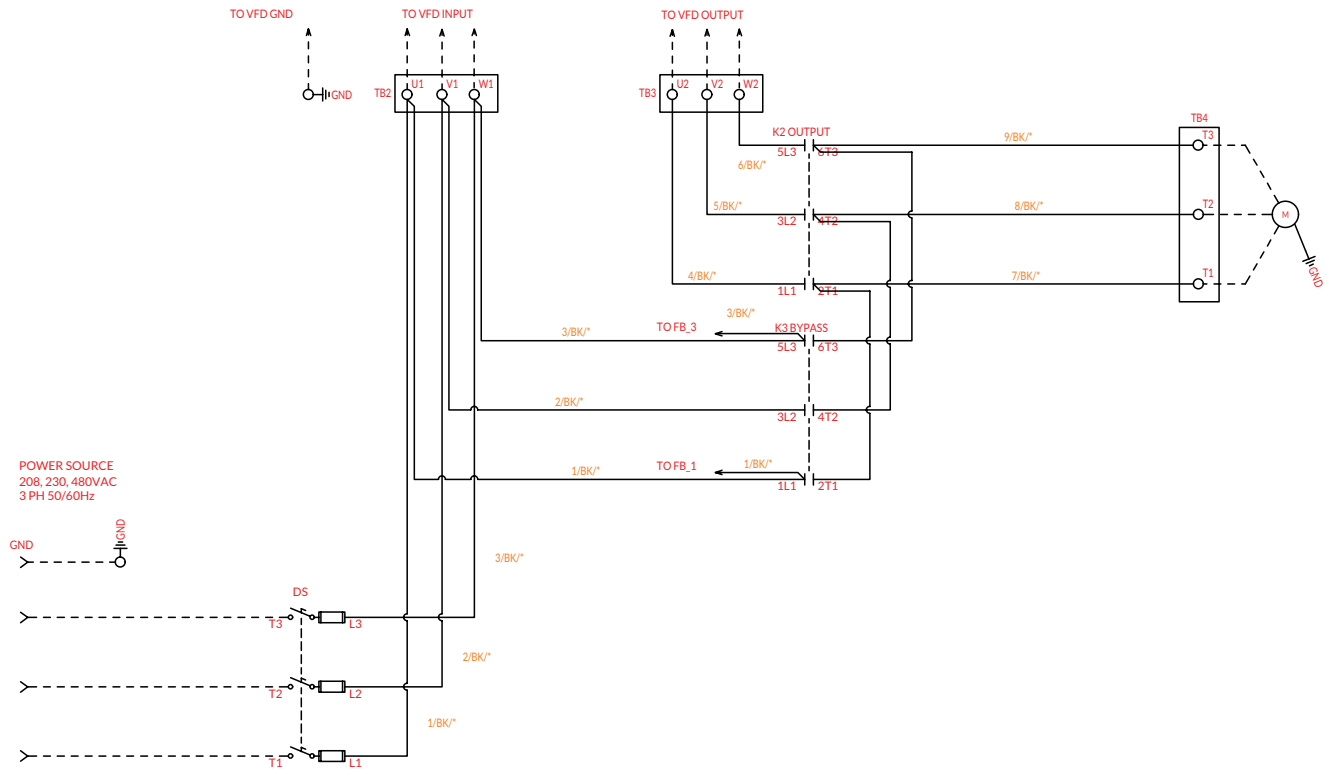 TO VFD GND
TO VFD INPUT
TO VFD OUTPUT
U1
V1
W1
TB2
GND
U2
V2
W2
TB3
K2 OUTPUT
9/BK/*
TB4
T3
5L3
6T3
6/BK/*
5/BK/*
3L2
4T2
8/BK/*
T2
M
4/BK/*
1L1
2T1
7/BK/*
T1
GND
3/BK/*
TO FB_3
K3 BYPASS
3/BK/*
5L3
6T3
2/BK/*
3L2
4T2
POWER SOURCE
208, 230, 480VAC
3 PH 50/60Hz
1/BK/*
TO FB_1
1/BK/*
1L1
2T1
GND
GND
3/BK/*
DS
T3
L3
2/BK/*
T2
L2
1/BK/*
T1
L1